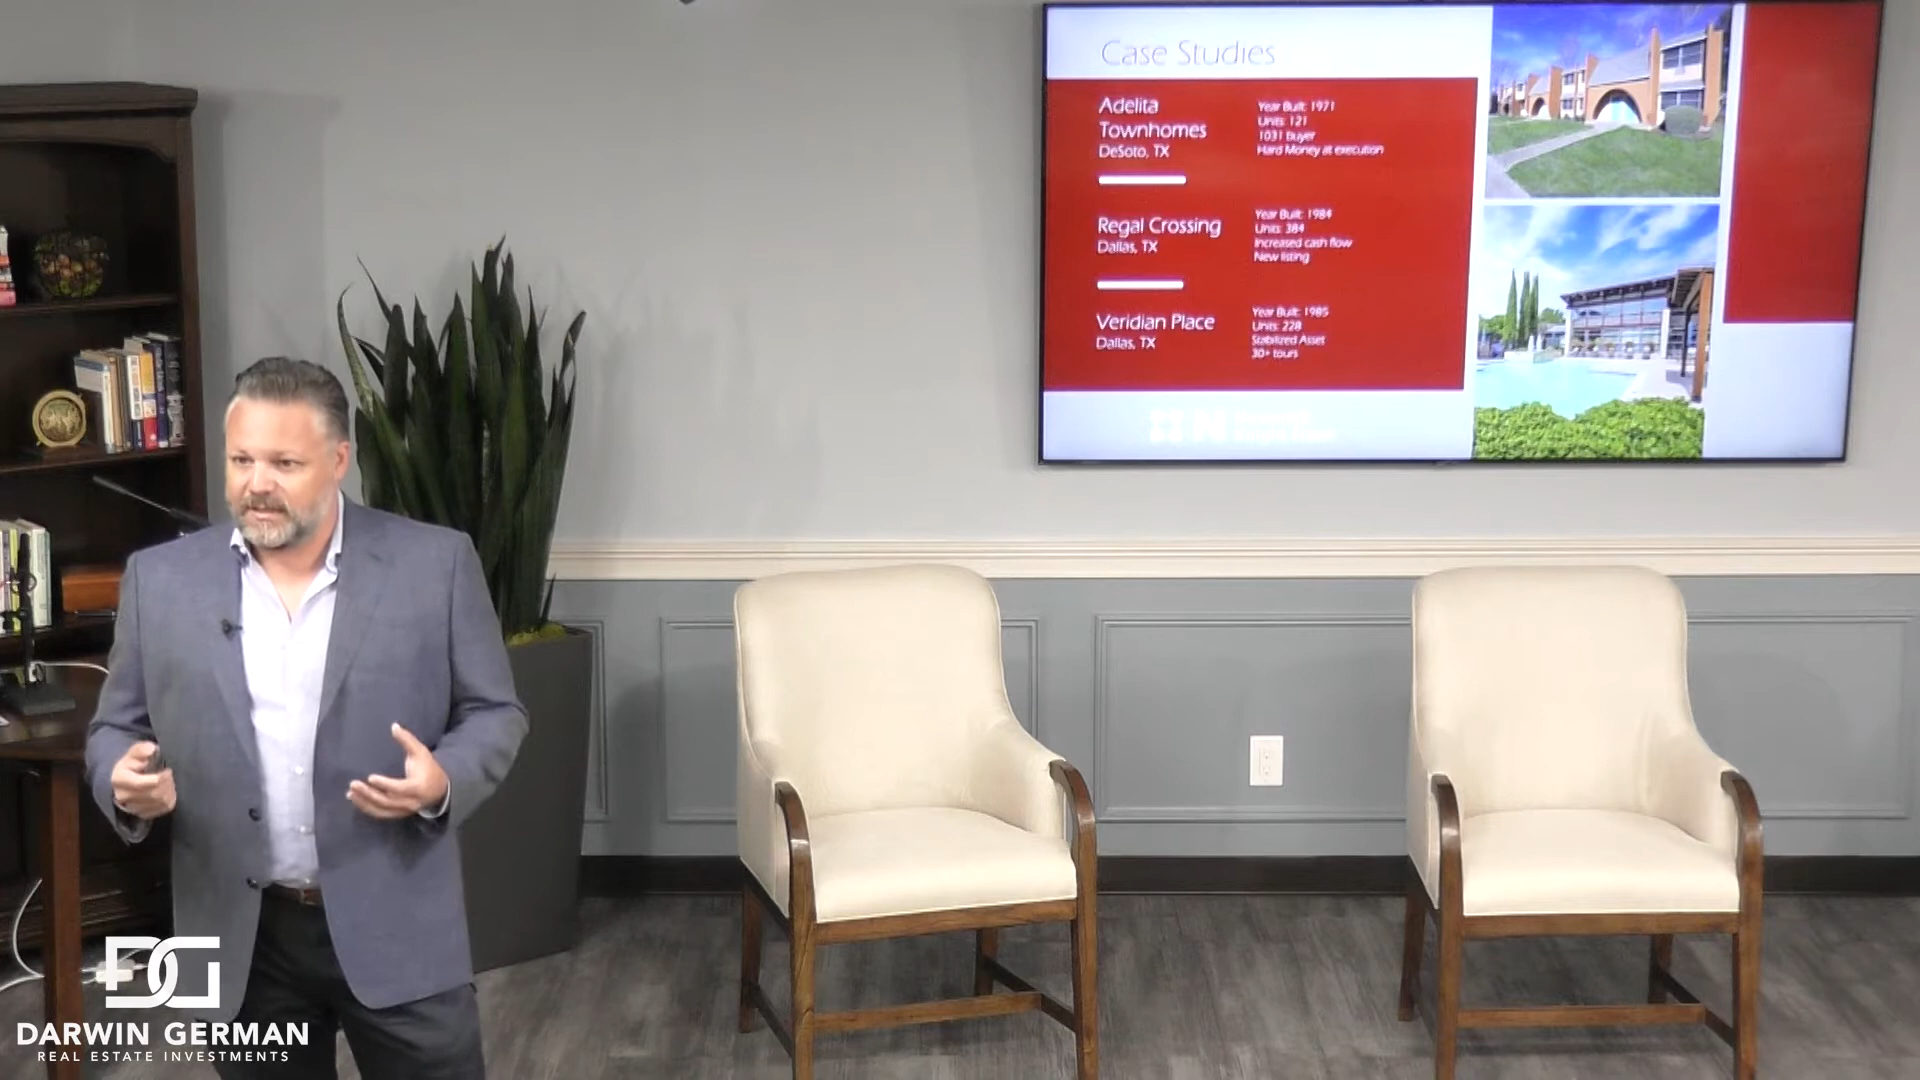 Case Studies
Adelita
Townhomes
DeSoto, TX
Year Built: 1971
Units: 121
1031 buyer
Hard Money at execution
Regal Crossing
Dallas, TX
Year Built: 1984
Units: 384
Increased cash flow
New listing
Veridian Place
Dallas, TX
Year Built: 1985
Units: 228
Stabilized Asset
30+ tours
DG
DARWIN GERMAN
REAL ESTATE INVESTMENTS